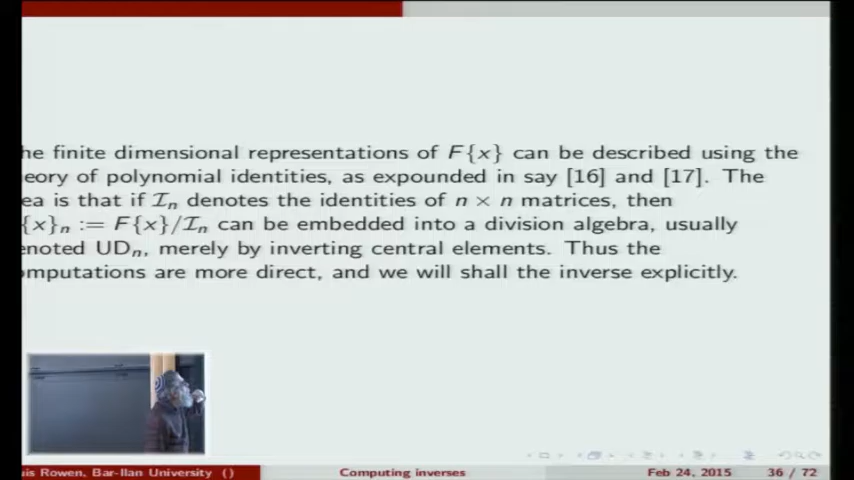 he finite dimensional representations of F{x} can be described using the
eory of polynomial identities, as expounded in say [16] and [17]. The
ea is that if 𝓘ₙ denotes the identities of n × n matrices, then
{x}ₙ := F{x}/𝓘ₙ can be embedded into a division algebra, usually
enoted UDₙ, merely by inverting central elements. Thus the
omputations are more direct, and we will shall the inverse explicitly.
uis Rowen, Bar-Ilan University () Computing inverses Feb 24, 2015 36 / 72